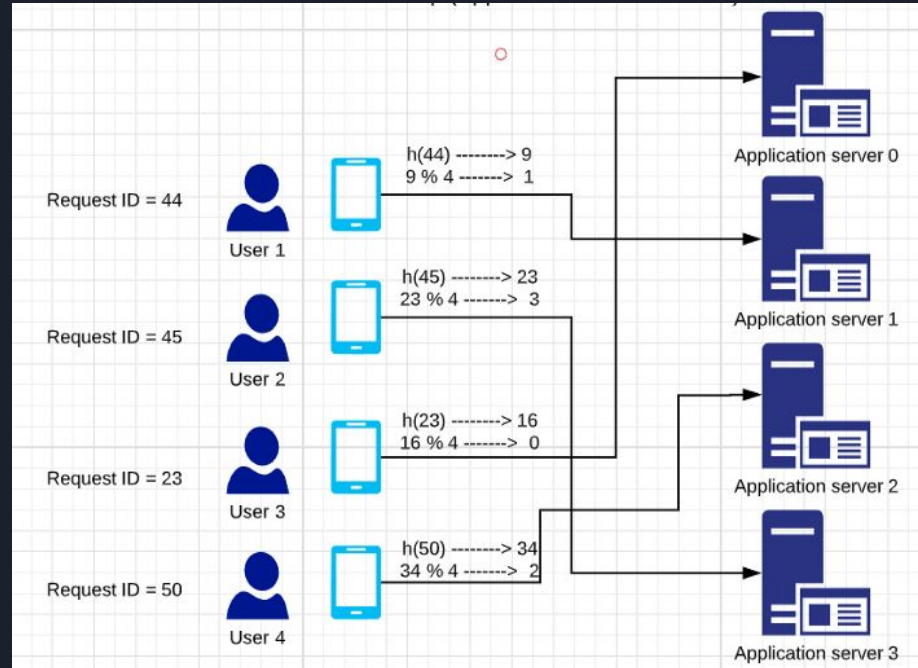 Application server 0
h(44) --------> 9
9 % 4 -------> 1
Request ID = 44
User 1
h(45) --------> 23
23 % 4 -------> 3
Application server 1
Request ID = 45
User 2
h(23) --------> 16
16 % 4 -------> 0
Request ID = 23
Application server 2
User 3
h(50) --------> 34
34 % 4 -------> 2
Request ID = 50
User 4
Application server 3